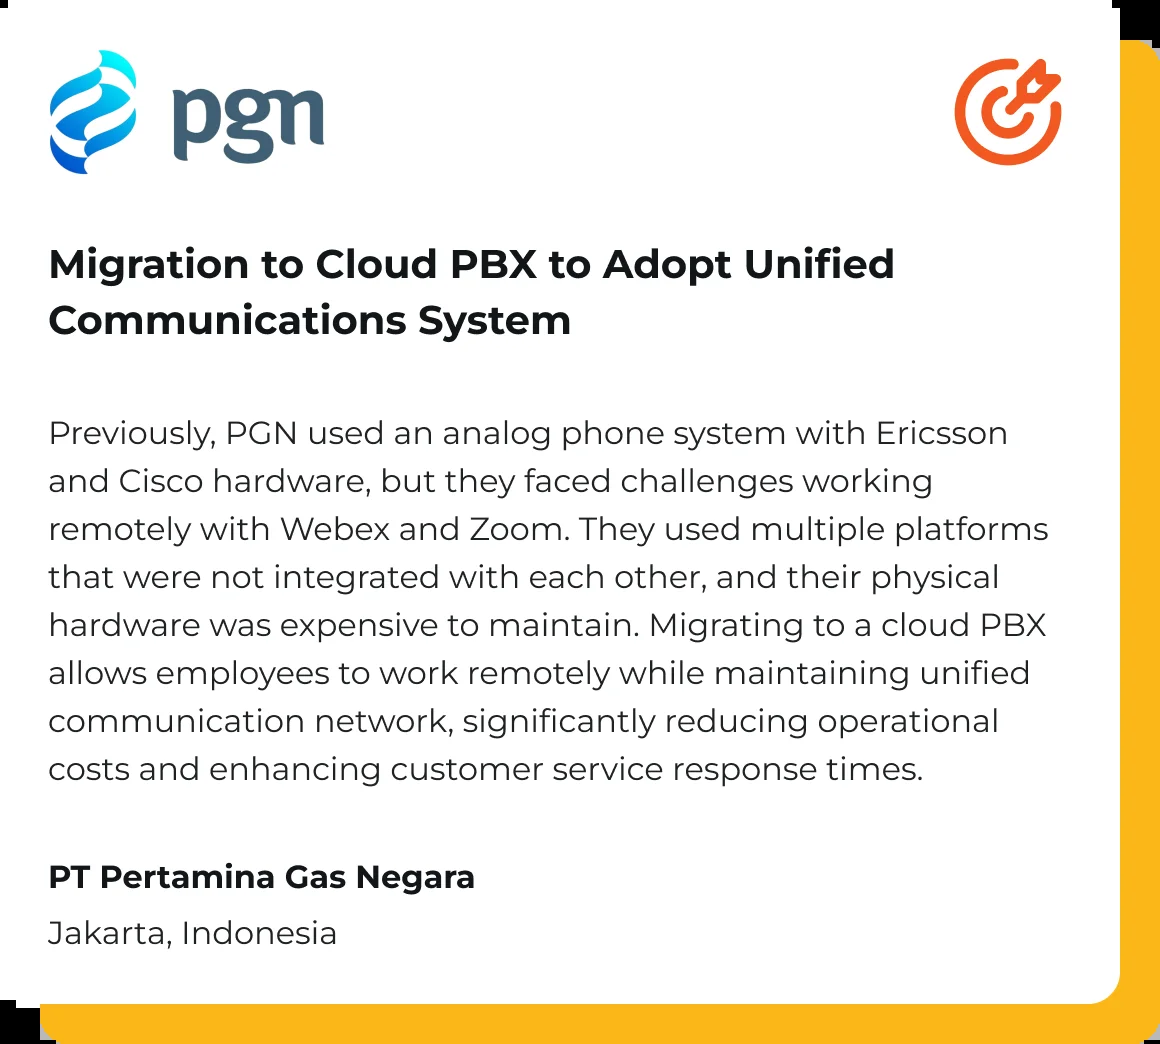 pgn
Migration to Cloud PBX to Adopt Unified
Communications System
Previously, PGN used an analog phone system with Ericsson
and Cisco hardware, but they faced challenges working
remotely with Webex and Zoom. They used multiple platforms
that were not integrated with each other, and their physical
hardware was expensive to maintain. Migrating to a cloud PBX
allows employees to work remotely while maintaining unified
communication network, significantly reducing operational
costs and enhancing customer service response times.
PT Pertamina Gas Negara
Jakarta, Indonesia